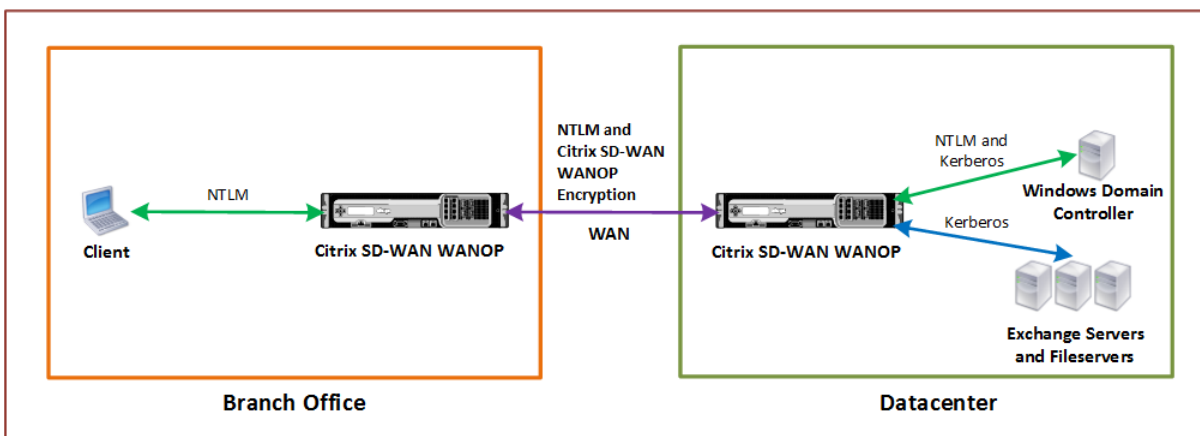 NTLM
Client
Citrix SD-WAN WANOP
NTLM and
Citrix SD-WAN
WANOP
Encryption
WAN
Citrix SD-WAN WANOP
NTLM and
Kerberos
Windows Domain
Controller
Kerberos
Exchange Servers
and Fileservers
Branch Office
Datacenter